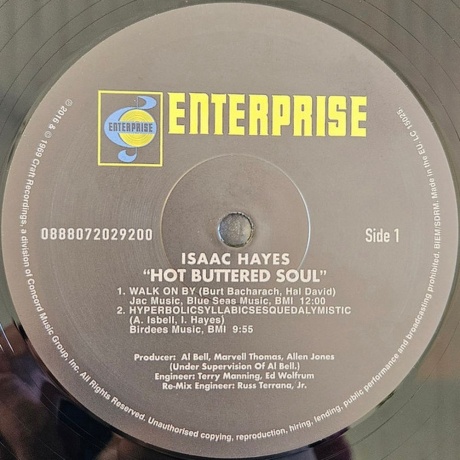 ENTERPRISE
ENTERPRISE
0888072029200
Side 1
ISAAC HAYES
"HOT BUTTERED SOUL"
1. WALK ON BY (Burt Bacharach, Hal David)
Jac Music, Blue Seas Music, BMI 12:00
2. HYPERBOLICSYLLABICSESQUEDALYMISTIC
(A. Isbell, I. Hayes)
Birdees Music, BMI 9:55
Producer: Al Bell, Marvell Thomas, Allen Jones
(Under Supervision Of Al Bell.)
Engineer: Terry Manning, Ed Wolfrum
Re-Mix Engineer: Russ Terrana, Jr.
℗ 2016 & © 1969 Craft Recordings, a division of Concord Music Group, Inc. All Rights Reserved. Unauthorised copying, reproduction, hiring, lending, public performance and broadcasting prohibited. BIEM/SDRM. Made in the EU. LC 15025.